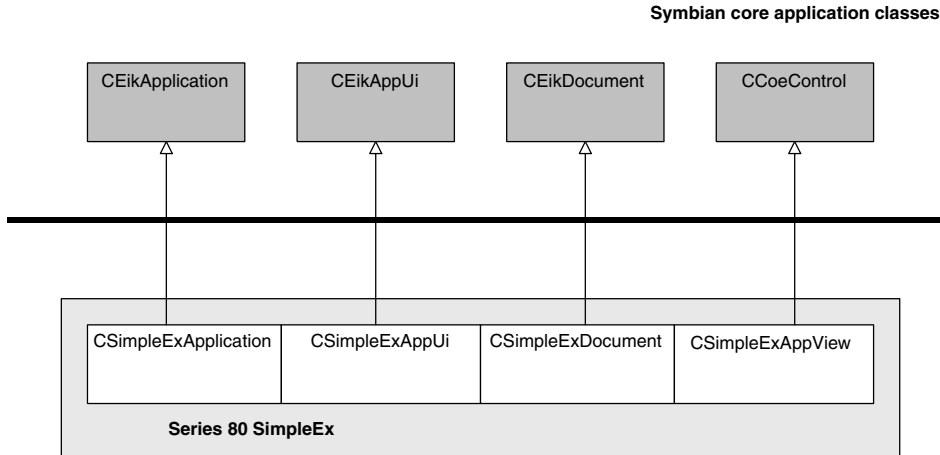 Symbian core application classes
CEikApplication
CEikAppUi
CEikDocument
CCoeControl
CSimpleExApplication
CSimpleExAppUi
CSimpleExDocument
CSimpleExAppView
Series 80 SimpleEx